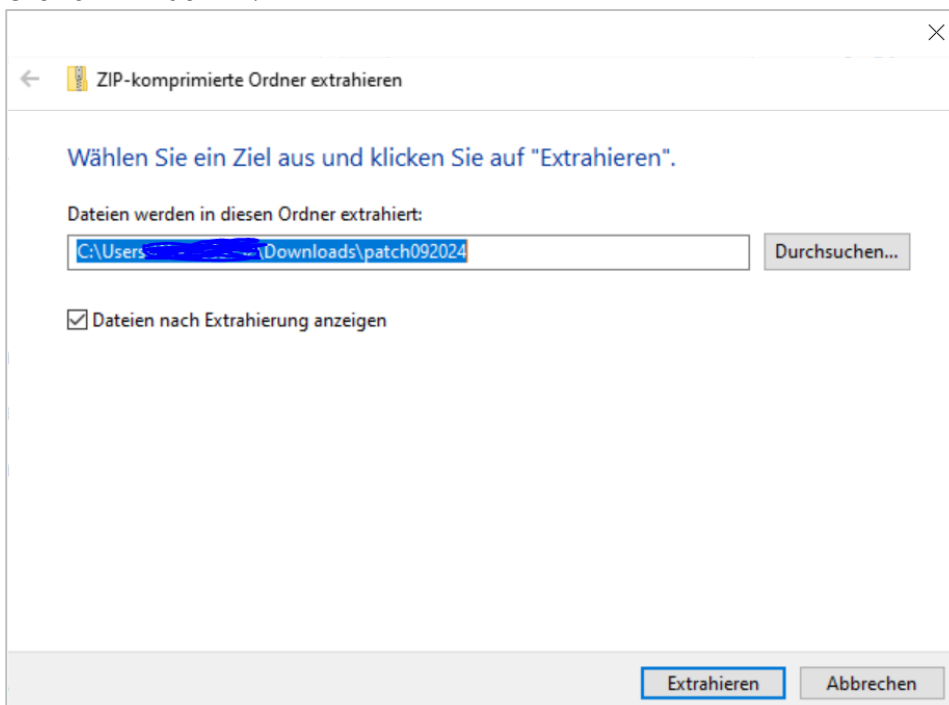 ZIP-komprimierte Ordner extrahieren
Wählen Sie ein Ziel aus und klicken Sie auf "Extrahieren".
Dateien werden in diesen Ordner extrahiert:
C:\Users \Downloads\patch092024
Durchsuchen...
Dateien nach Extrahierung anzeigen
Extrahieren
Abbrechen